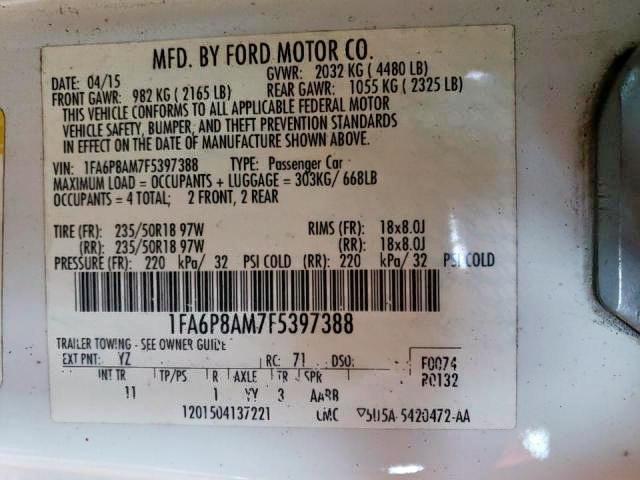 MFD. BY FORD MOTOR CO.
DATE: 04/15 GVWR: 2032 KG ( 4480 LB)
FRONT GAWR: 982 KG ( 2165 LB) REAR GAWR: 1055 KG ( 2325 LB)
THIS VEHICLE CONFORMS TO ALL APPLICABLE FEDERAL MOTOR
VEHICLE SAFETY, BUMPER, AND THEFT PREVENTION STANDARDS
IN EFFECT ON THE DATE OF MANUFACTURE SHOWN ABOVE.
VIN: 1FA6P8AM7F5397388 TYPE: Passenger Car
MAXIMUM LOAD = OCCUPANTS + LUGGAGE = 303KG/ 668LB
OCCUPANTS = 4 TOTAL; 2 FRONT, 2 REAR
TIRE (FR): 235/50R18 97W RIMS (FR): 18x8.0J
(RR): 235/50R18 97W (RR): 18x8.0J
PRESSURE (FR): 220 kPa/ 32 PSI COLD (RR): 220 kPa/ 32 PSI COLD
1FA6P8AM7F5397388
TRAILER TOWING - SEE OWNER GUIDE
EXT PNT: YZ RC: 71 DSO: F0074
INT TR TP/PS R AXLE TR SPR R0132
11 1 YY 3 AABB
1201504137221 UMC 5U5A-5420472-AA